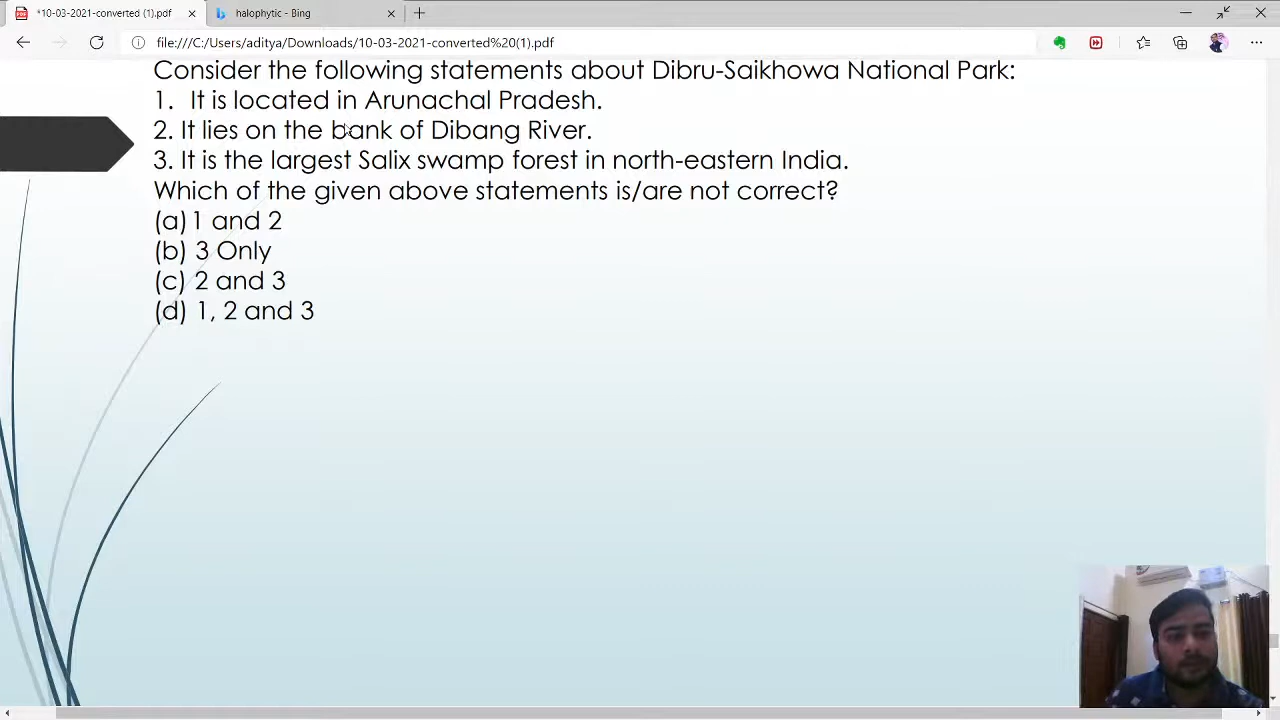 *10-03-2021-converted (1).pdf
halophytic - Bing
file:///C:/Users/aditya/Downloads/10-03-2021-converted%20(1).pdf
Consider the following statements about Dibru-Saikhowa National Park:
1. It is located in Arunachal Pradesh.
2. It lies on the bank of Dibang River.
3. It is the largest Salix swamp forest in north-eastern India.
Which of the given above statements is/are not correct?
(a) 1 and 2
(b) 3 Only
(c) 2 and 3
(d) 1, 2 and 3